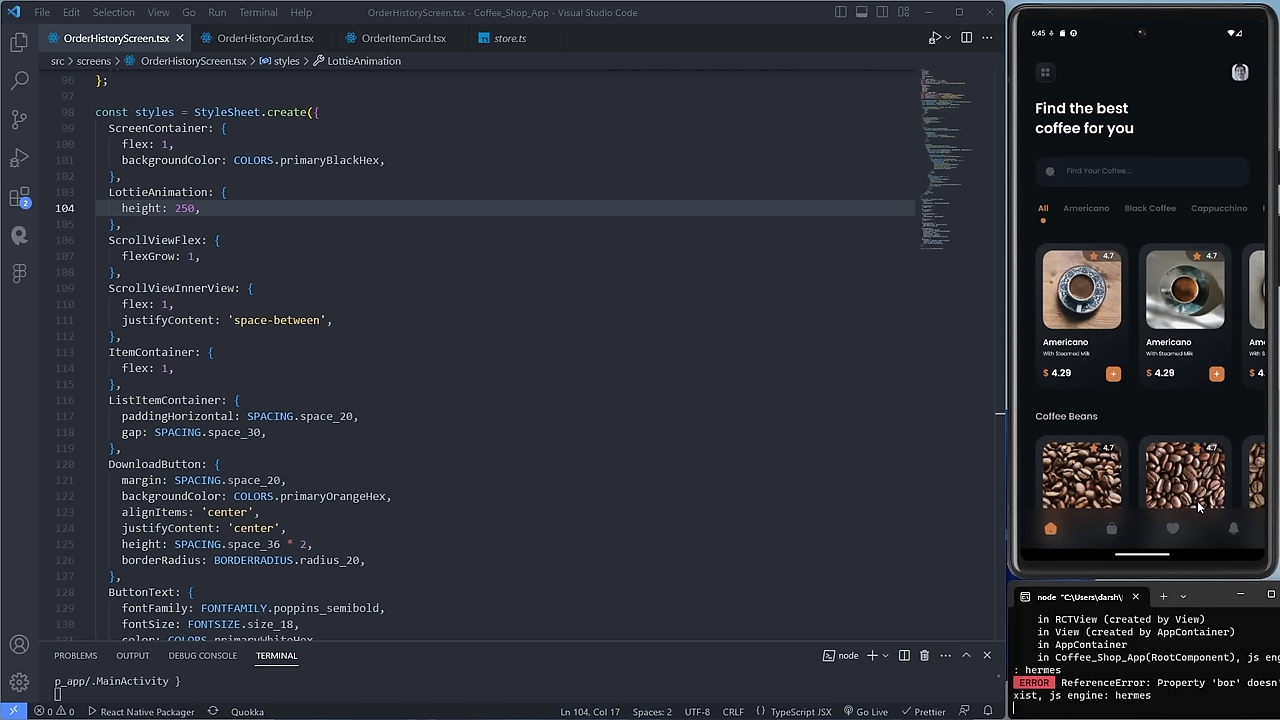 File Edit Selection View Go Run Terminal Help
OrderHistoryScreen.tsx - Coffee_Shop_App - Visual Studio Code
OrderHistoryScreen.tsx OrderHistoryCard.tsx OrderItemCard.tsx store.ts
src > screens > OrderHistoryScreen.tsx > styles > LottieAnimation
96 };
97
98 const styles = StyleSheet.create({
99 ScreenContainer: {
100 flex: 1,
101 backgroundColor: COLORS.primaryBlackHex,
102 },
103 LottieAnimation: {
104 height: 250,
105 },
106 ScrollViewFlex: {
107 flexGrow: 1,
108 },
109 ScrollViewInnerView: {
110 flex: 1,
111 justifyContent: 'space-between',
112 },
113 ItemContainer: {
114 flex: 1,
115 },
116 ListItemContainer: {
117 paddingHorizontal: SPACING.space_20,
118 gap: SPACING.space_30,
119 },
120 DownloadButton: {
121 margin: SPACING.space_20,
122 backgroundColor: COLORS.primaryOrangeHex,
123 alignItems: 'center',
124 justifyContent: 'center',
125 height: SPACING.space_36 * 2,
126 borderRadius: BORDERRADIUS.radius_20,
127 },
128 ButtonText: {
129 fontFamily: FONTFAMILY.poppins_semibold,
130 fontSize: FONTSIZE.size_18,
131 color: COLORS.primaryWhiteHex
2
PROBLEMS OUTPUT DEBUG CONSOLE TERMINAL
node
p_app/.MainActivity }
0 0 React Native Packager Quokka
Ln 104, Col 17 Spaces: 2 UTF-8 CRLF {} TypeScript JSX Go Live Prettier
6:45
Find the best
coffee for you
Find Your Coffee...
All Americano Black Coffee Cappucchino
4.7 4.7
Americano Americano A
With Steamed Milk With Steamed Milk
$ 4.29 $ 4.29 $ 4.
Coffee Beans
4.7 4.7
node "C:\Users\darsh\
in RCTView (created by View)
in View (created by AppContainer)
in AppContainer
in Coffee_Shop_App(RootComponent), js eng
: hermes
ERROR ReferenceError: Property 'bor' doesn'
xist, js engine: hermes